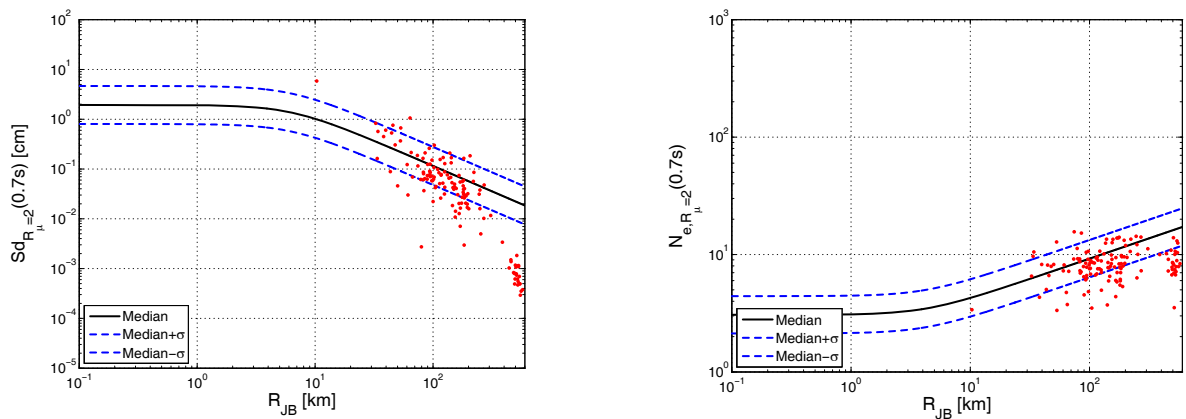 10^2
10^1
10^0
10^-1
10^-2
10^-3
10^-4
10^-5
Sd_{R_μ=2}(0.7s) [cm]
Median
Median+σ
Median−σ
10^-1
10^0
10^1
10^2
R_JB [km]
10^3
10^2
10^1
10^0
N_{e,R_μ=2}(0.7s)
Median
Median+σ
Median−σ
10^-1
10^0
10^1
10^2
R_JB [km]